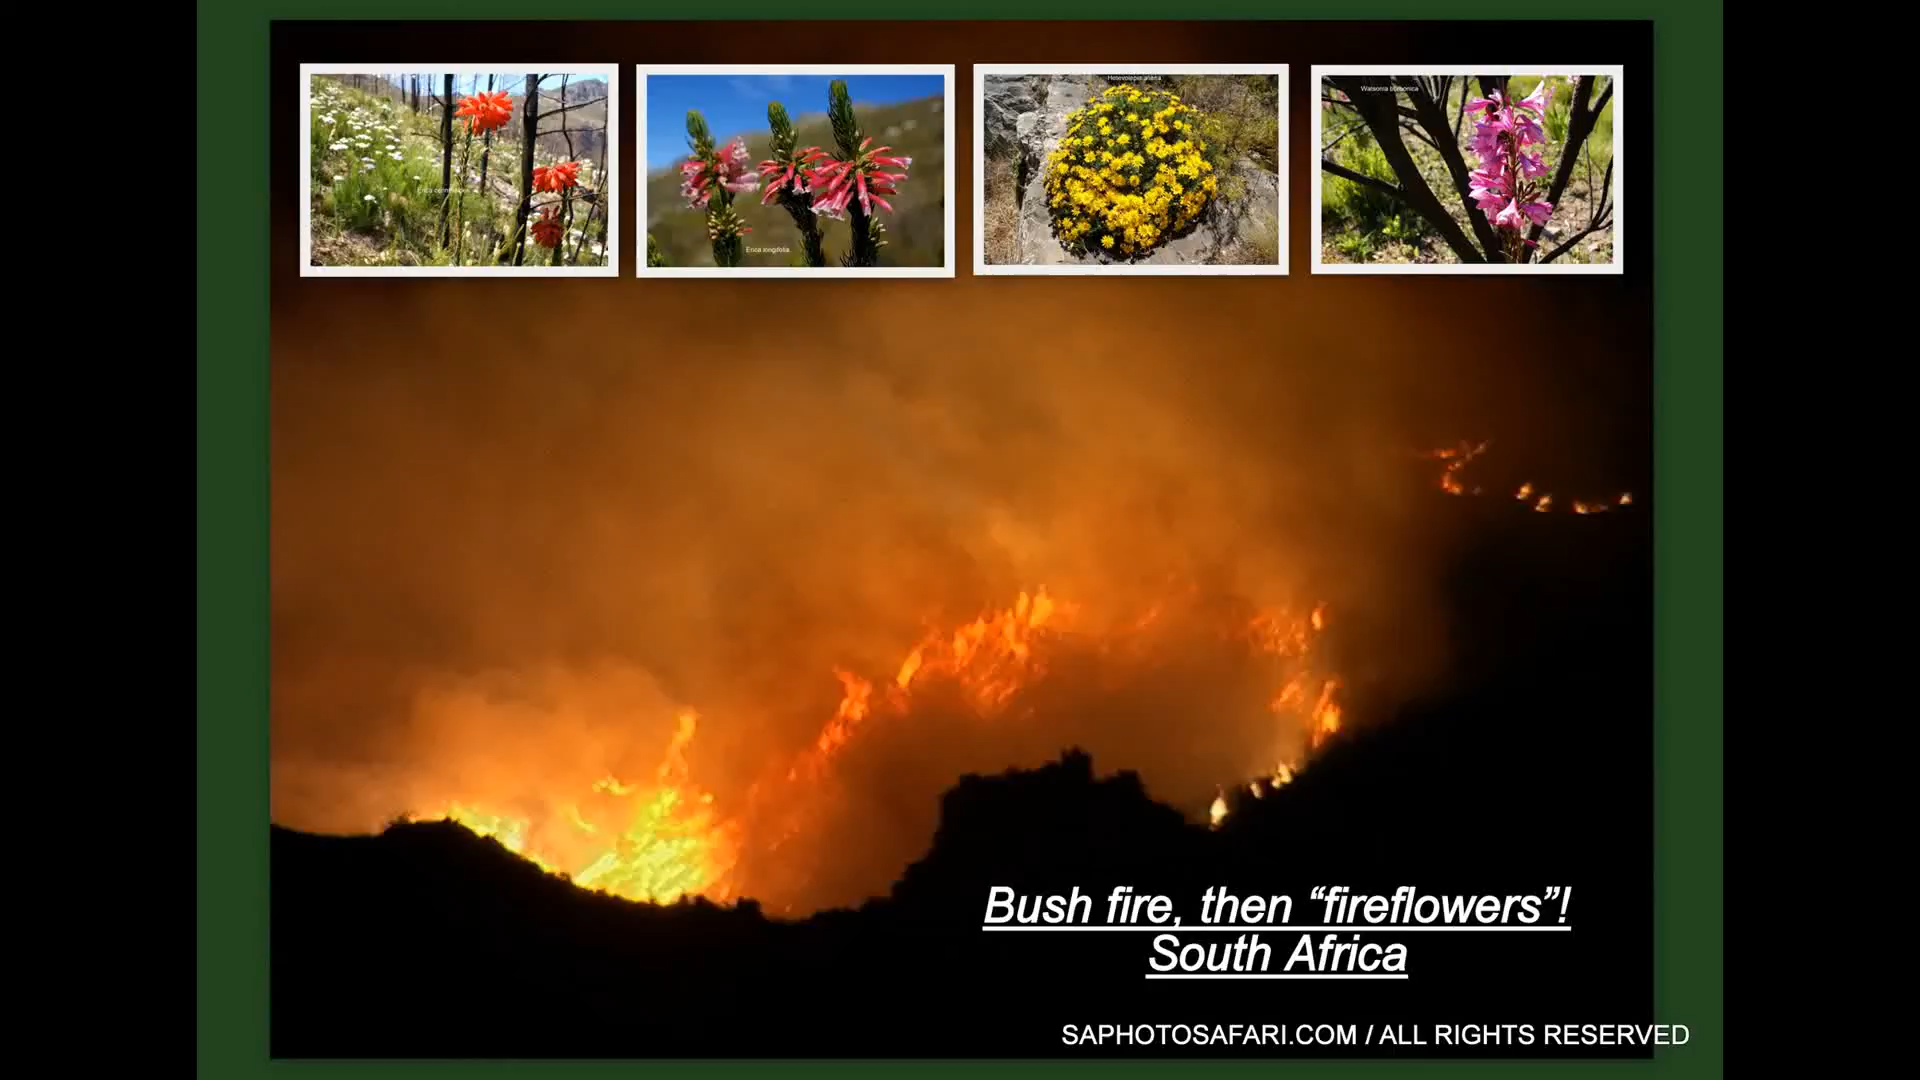 Erica longifolia
Bush fire, then “fireflowers”!
South Africa
SAPHOTOSAFARI.COM / ALL RIGHTS RESERVED